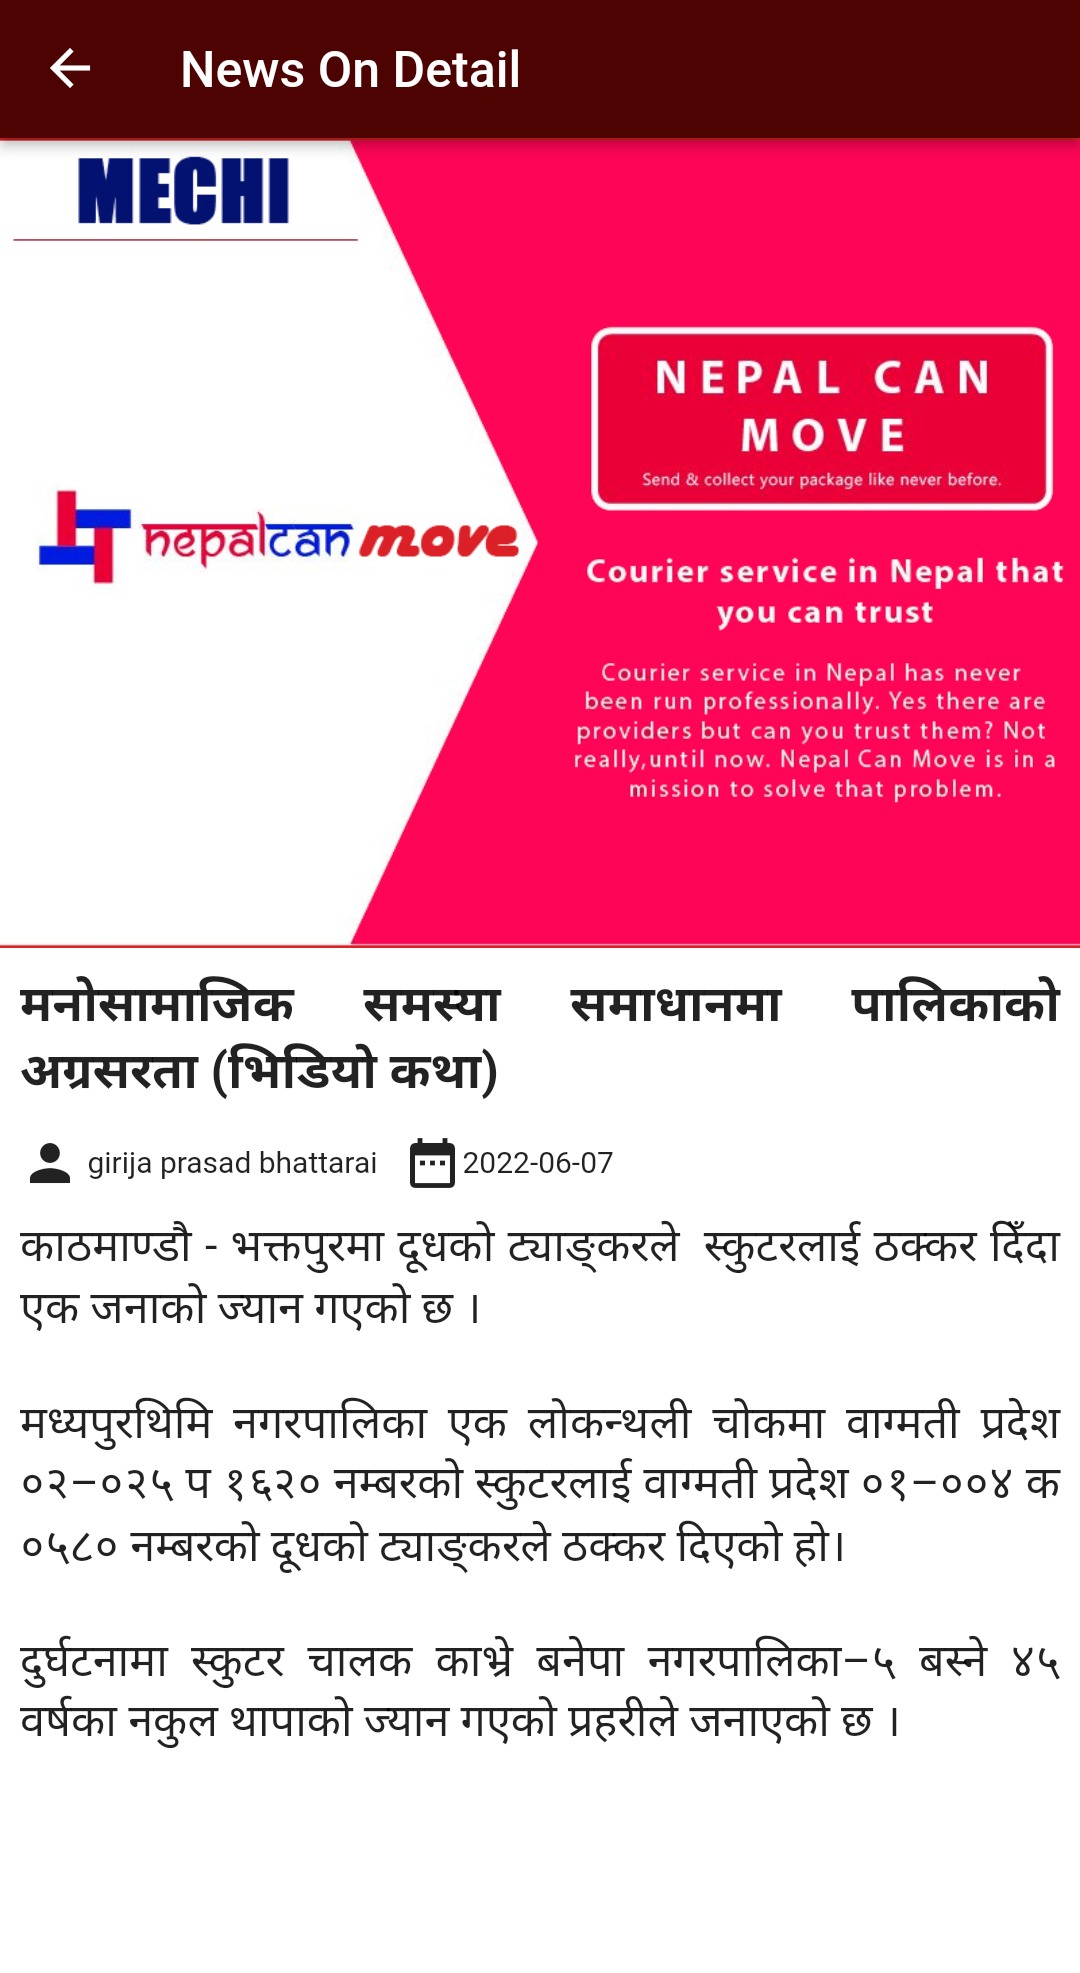 News On Detail
MECHI
NEPAL CAN
MOVE
Send & collect your package like never before.
nepalcan move
Courier service in Nepal that
you can trust
Courier service in Nepal has never
been run professionally. Yes there are
providers but can you trust them? Not
really,until now. Nepal Can Move is in a
mission to solve that problem.
मनोसामाजिक समस्या समाधानमा पालिकाको
अग्रसरता (भिडियो कथा)
girija prasad bhattarai 2022-06-07
काठमाण्डौ - भक्तपुरमा दूधको ट्याङ्करले स्कुटरलाई ठक्कर दिँदा
एक जनाको ज्यान गएको छ ।
मध्यपुरथिमि नगरपालिका एक लोकन्थली चोकमा वाग्मती प्रदेश
०२–०२५ प १६२० नम्बरको स्कुटरलाई वाग्मती प्रदेश ०१–००४ क
०५८० नम्बरको दूधको ट्याङ्करले ठक्कर दिएको हो।
दुर्घटनामा स्कुटर चालक काभ्रे बनेपा नगरपालिका–५ बस्ने ४५
वर्षका नकुल थापाको ज्यान गएको प्रहरीले जनाएको छ ।